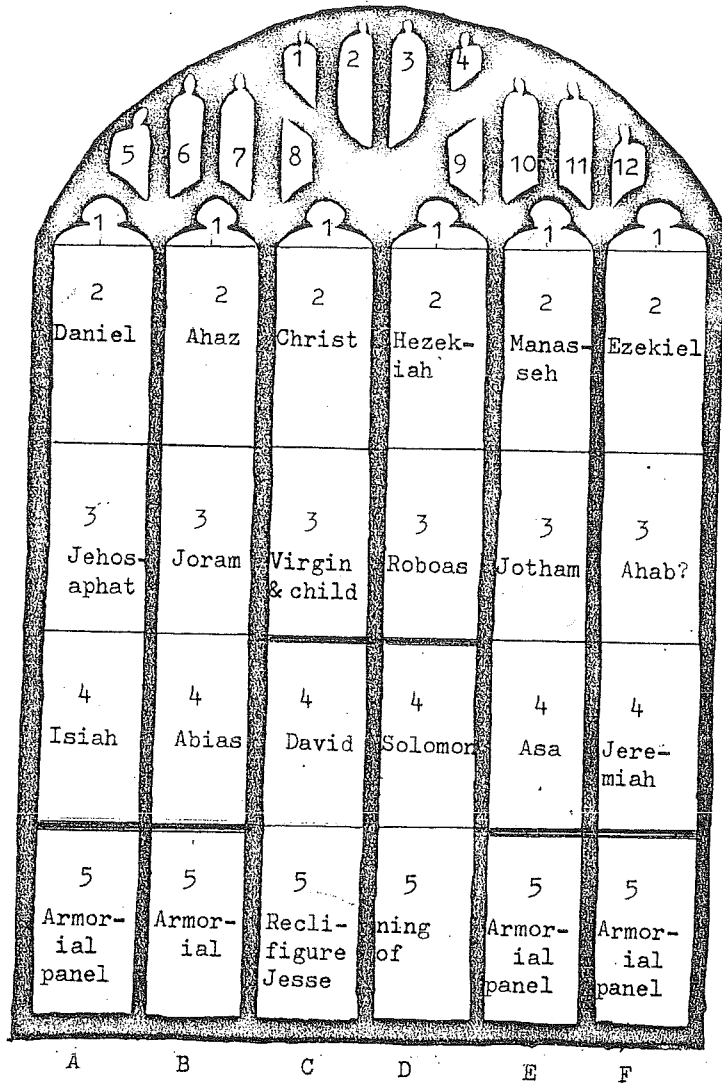 1 2 3 4
5 6 7 8 9 10 11 12
1 1 1 1 1 1
2 2 2 2 2 2
Daniel Ahaz Christ Hezek- Manas- Ezekiel
iah seh
3 3 3 3 3 3
Jehos- Joram Virgin Roboas Jotham Ahab?
aphat & child
4 4 4 4 4 4
Isiah Abias David Solomon Asa Jere-
miah
5 5 5 5 5 5
Armor- Armor- Recli- ning Armor- Armor-
ial ial figure of ial ial
panel Jesse panel panel
A B C D E F